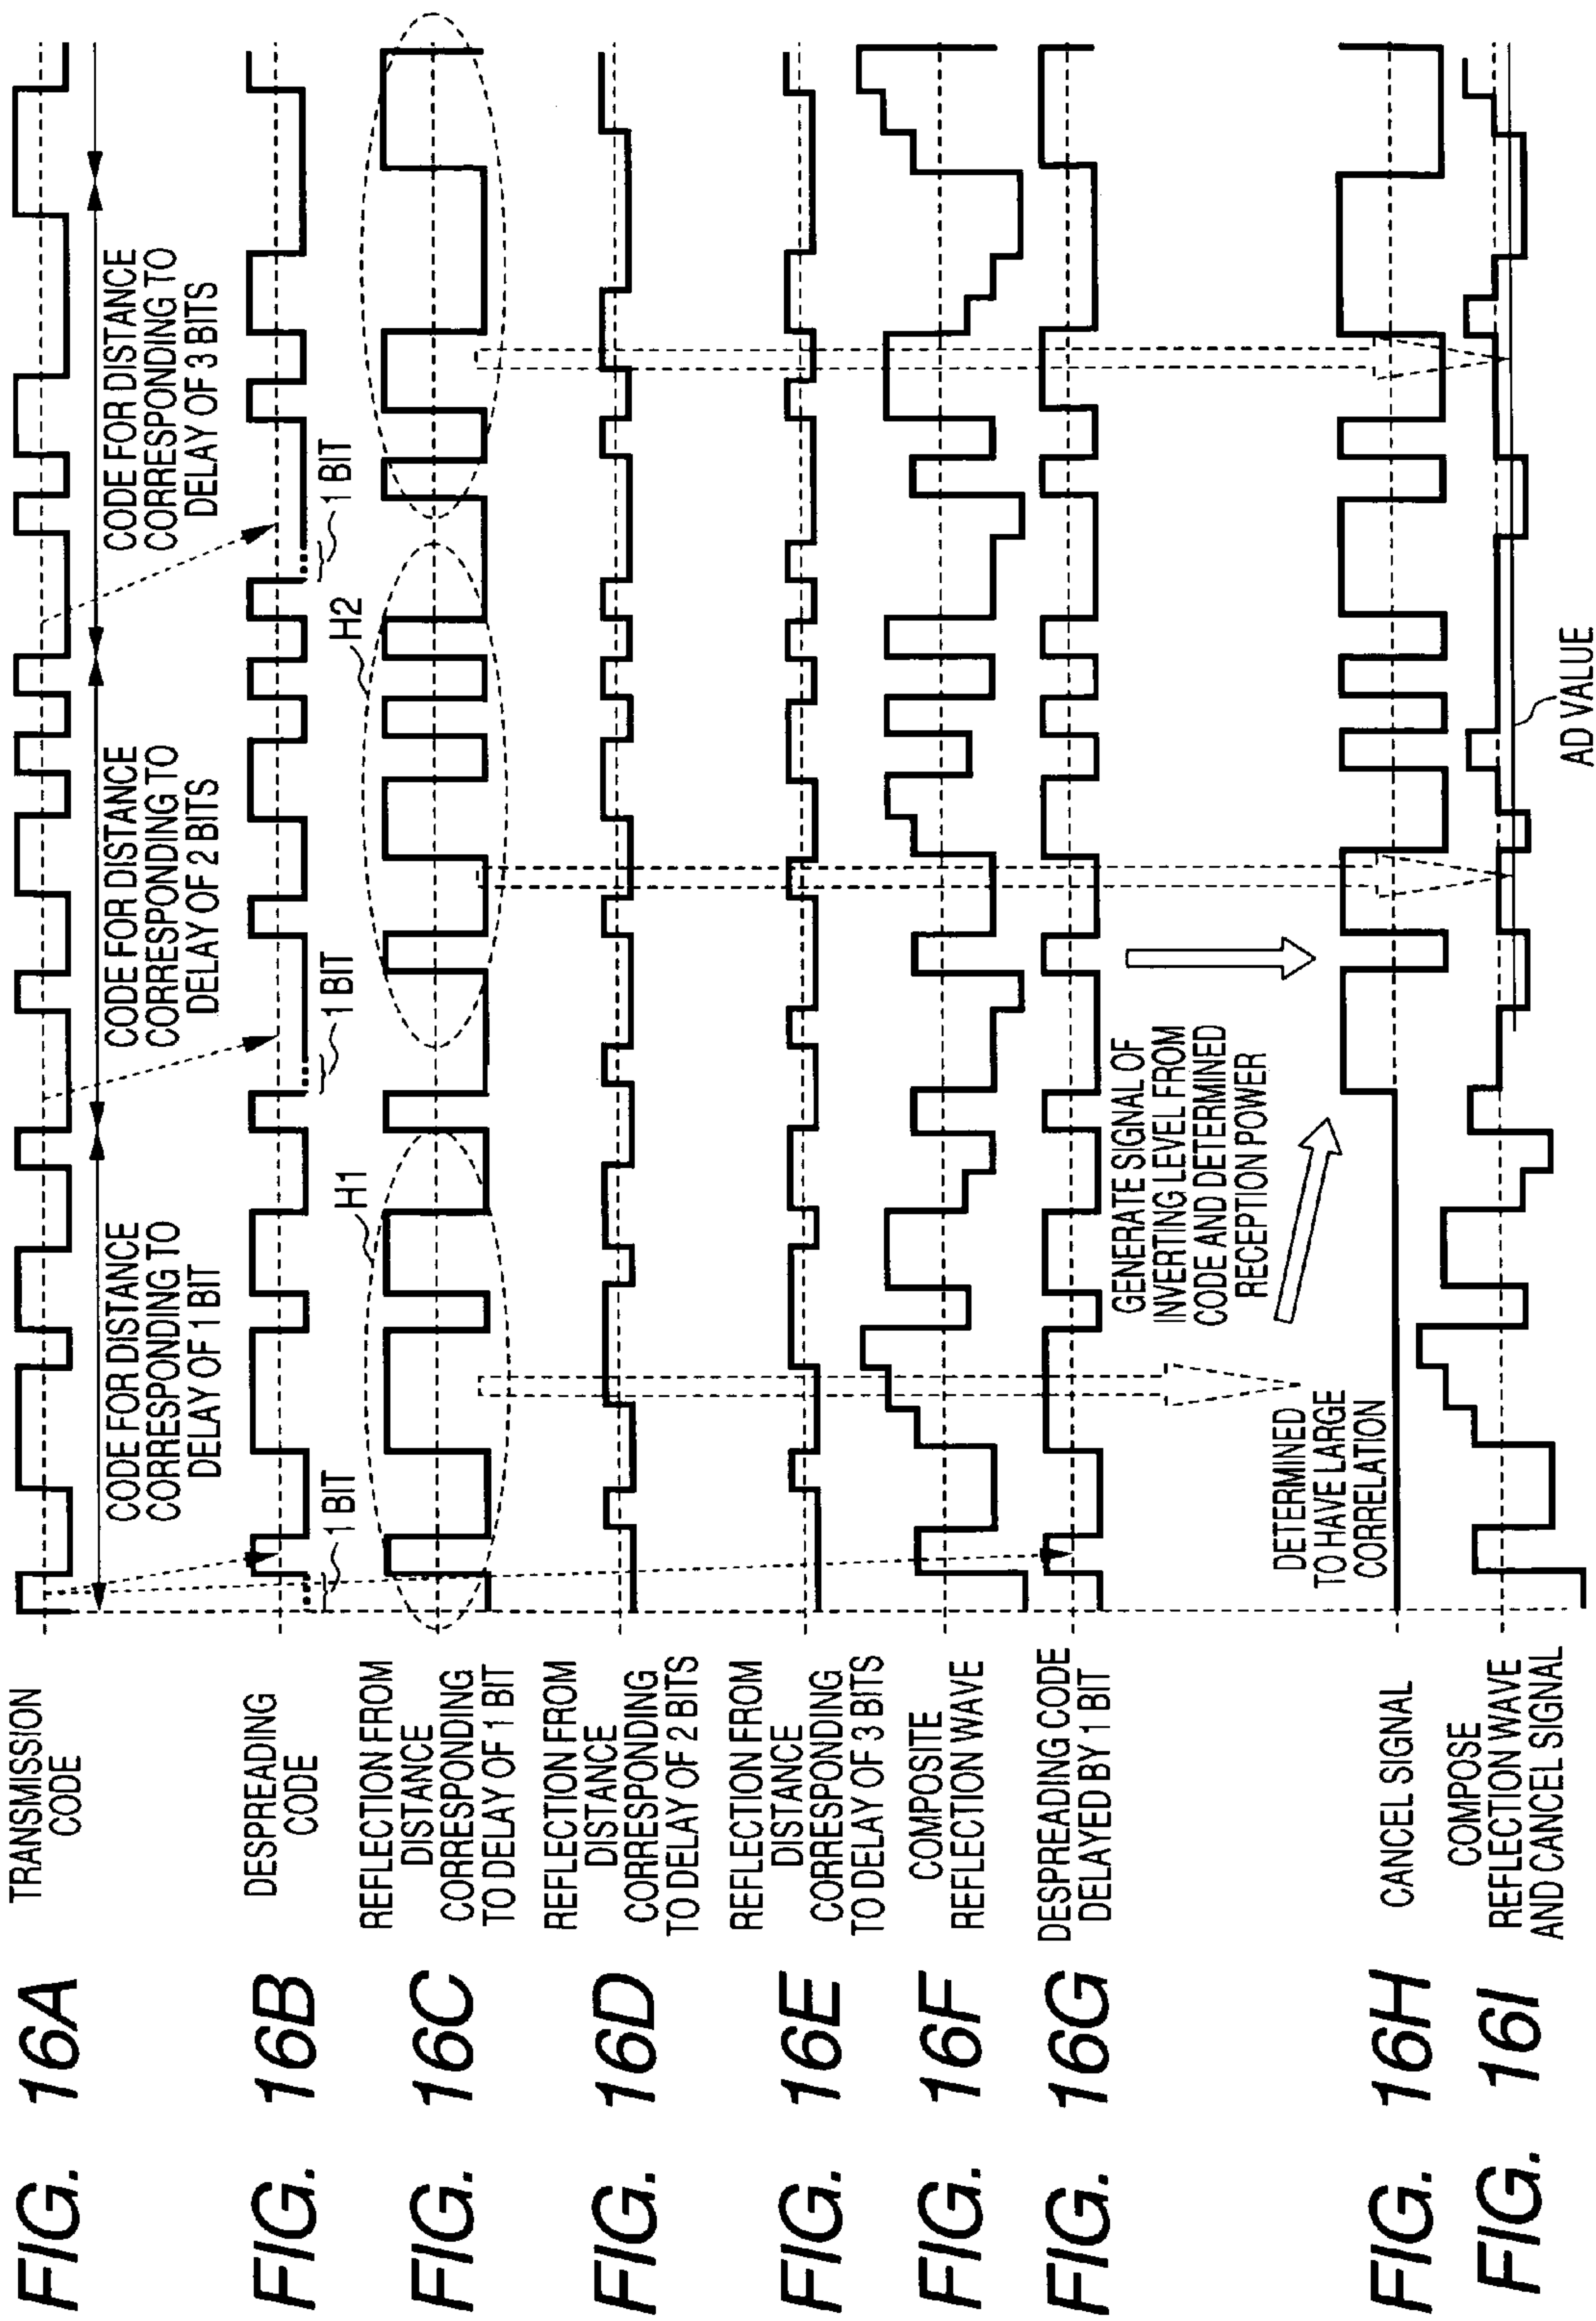 FIG. 16A
TRANSMISSION
CODE
CODE FOR DISTANCE
CORRESPONDING TO
DELAY OF 1 BIT
CODE FOR DISTANCE
CORRESPONDING TO
DELAY OF 2 BITS
CODE FOR DISTANCE
CORRESPONDING TO
DELAY OF 3 BITS
FIG. 16B
DESPREADING
CODE
1 BIT
1 BIT
1 BIT
FIG. 16C
REFLECTION FROM
DISTANCE
CORRESPONDING
TO DELAY OF 1 BIT
H1
H2
FIG. 16D
REFLECTION FROM
DISTANCE
CORRESPONDING
TO DELAY OF 2 BITS
FIG. 16E
REFLECTION FROM
DISTANCE
CORRESPONDING
TO DELAY OF 3 BITS
FIG. 16F
COMPOSITE
REFLECTION WAVE
FIG. 16G
DESPREADING CODE
DELAYED BY 1 BIT
GENERATE SIGNAL OF
INVERTING LEVEL FROM
CODE AND DETERMINED
RECEPTION POWER
DETERMINED
TO HAVE LARGE
CORRELATION
FIG. 16H
CANCEL SIGNAL
FIG. 16I
COMPOSE
REFLECTION WAVE
AND CANCEL SIGNAL
AD VALUE